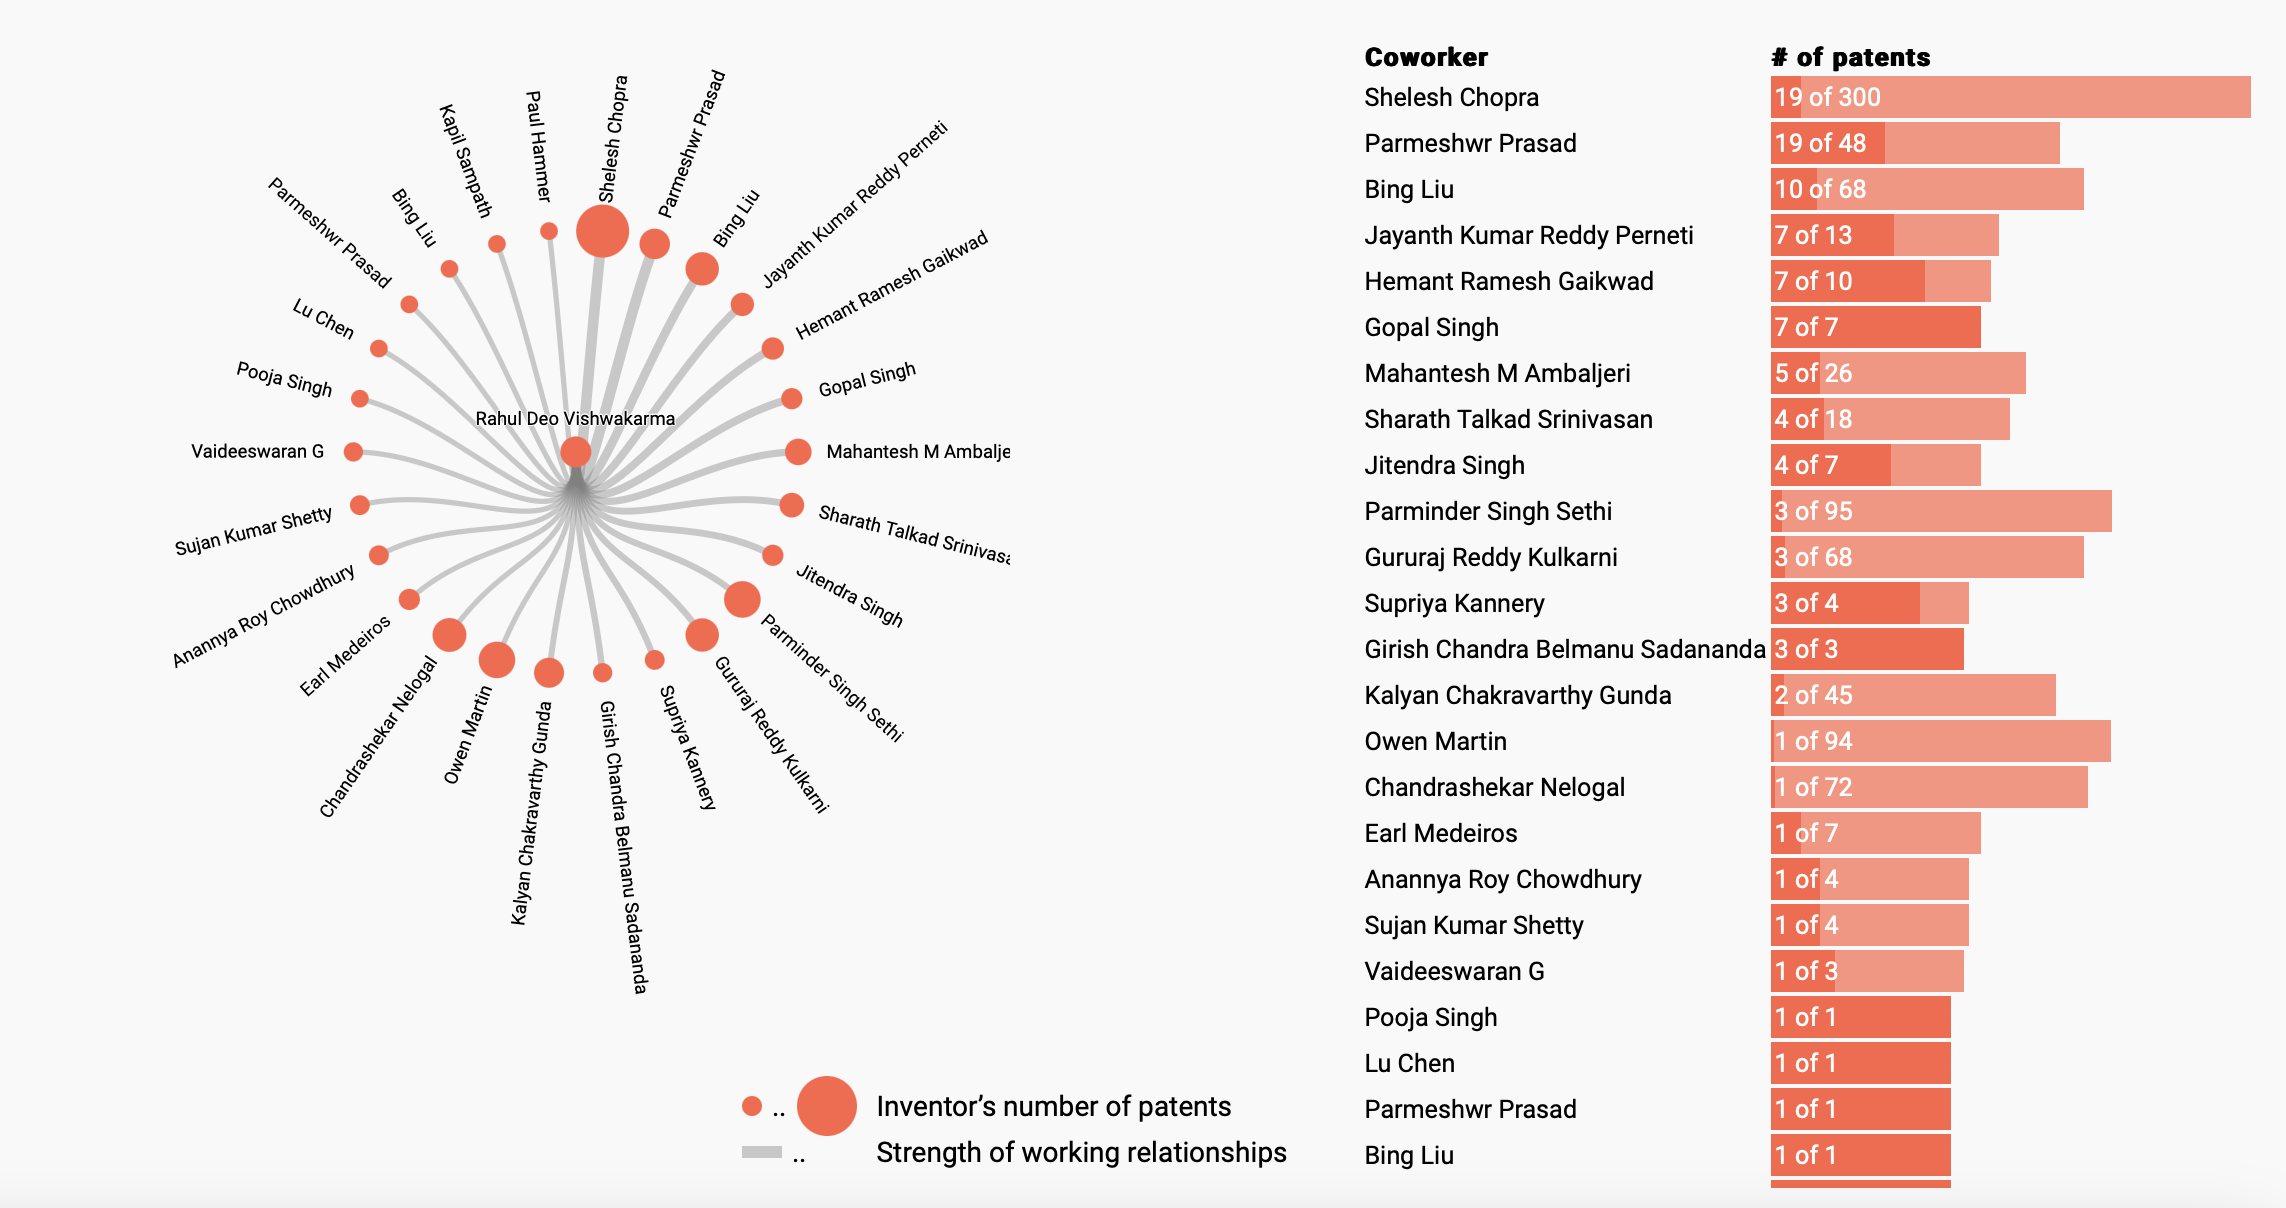 Paul Hammer
Shelesh Chopra
Parmeshwr Prasad
Bing Liu
Jayanth Kumar Reddy Perneti
Hemant Ramesh Gaikwad
Gopal Singh
Mahantesh M Ambalje
Sharath Talkad Srinivasa
Jitendra Singh
Parminder Singh Sethi
Gururaj Reddy Kulkarni
Supriya Kannery
Girish Chandra Belmanu Sadananda
Kalyan Chakravarthy Gunda
Owen Martin
Chandrashekar Nelogal
Earl Medeiros
Anannya Roy Chowdhury
Sujan Kumar Shetty
Vaideeswaran G
Pooja Singh
Lu Chen
Parmeshwr Prasad
Bing Liu
Kapil Sampath
Rahul Deo Vishwakarma
.. Inventor’s number of patents
.. Strength of working relationships
Coworker # of patents
Shelesh Chopra 19 of 300
Parmeshwr Prasad 19 of 48
Bing Liu 10 of 68
Jayanth Kumar Reddy Perneti 7 of 13
Hemant Ramesh Gaikwad 7 of 10
Gopal Singh 7 of 7
Mahantesh M Ambaljeri 5 of 26
Sharath Talkad Srinivasan 4 of 18
Jitendra Singh 4 of 7
Parminder Singh Sethi 3 of 95
Gururaj Reddy Kulkarni 3 of 68
Supriya Kannery 3 of 4
Girish Chandra Belmanu Sadananda 3 of 3
Kalyan Chakravarthy Gunda 2 of 45
Owen Martin 1 of 94
Chandrashekar Nelogal 1 of 72
Earl Medeiros 1 of 7
Anannya Roy Chowdhury 1 of 4
Sujan Kumar Shetty 1 of 4
Vaideeswaran G 1 of 3
Pooja Singh 1 of 1
Lu Chen 1 of 1
Parmeshwr Prasad 1 of 1
Bing Liu 1 of 1